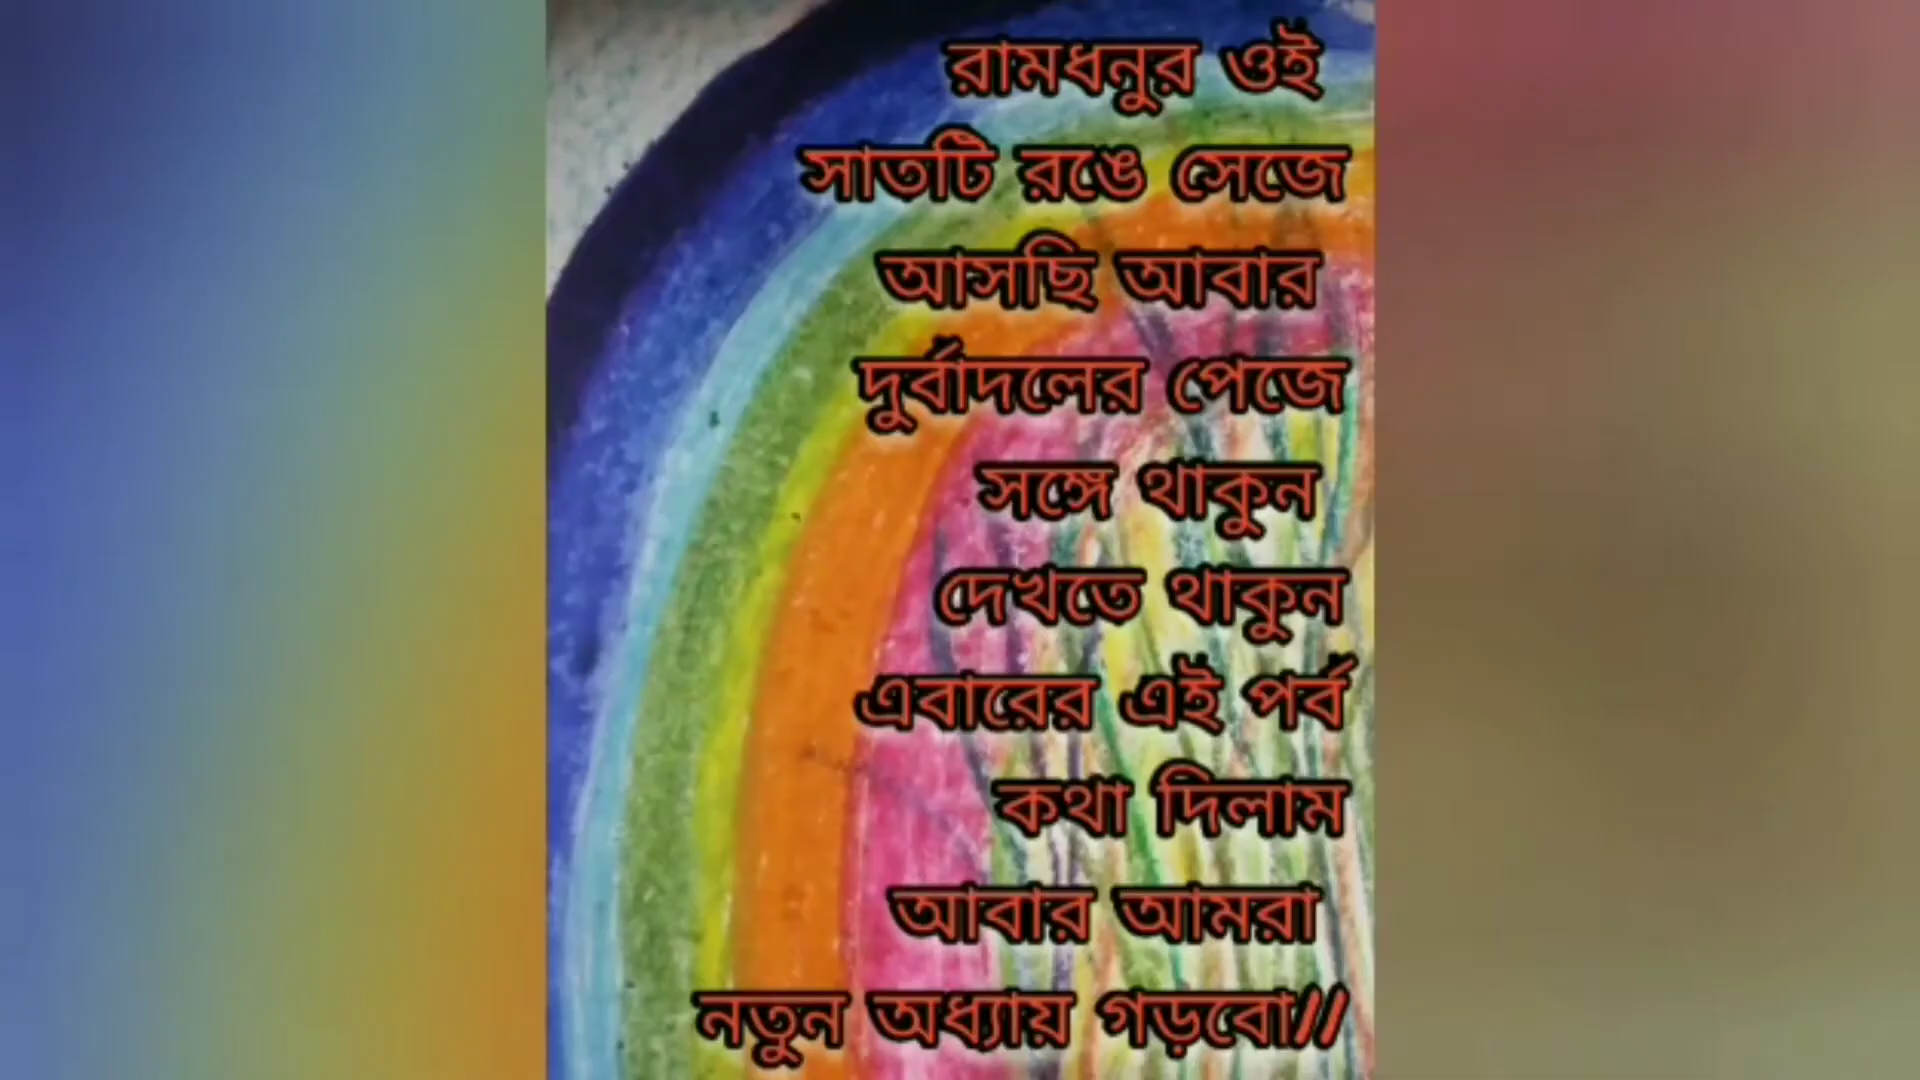 রামধনুর ওই
সাতটি রঙে সেজে
আসছি আবার
দুর্বাদলের পেজে
সঙ্গে থাকুন
দেখতে থাকুন
এবারের এই পর্ব
কথা দিলাম
আবার আমরা
নতুন অধ্যায় গড়বো//